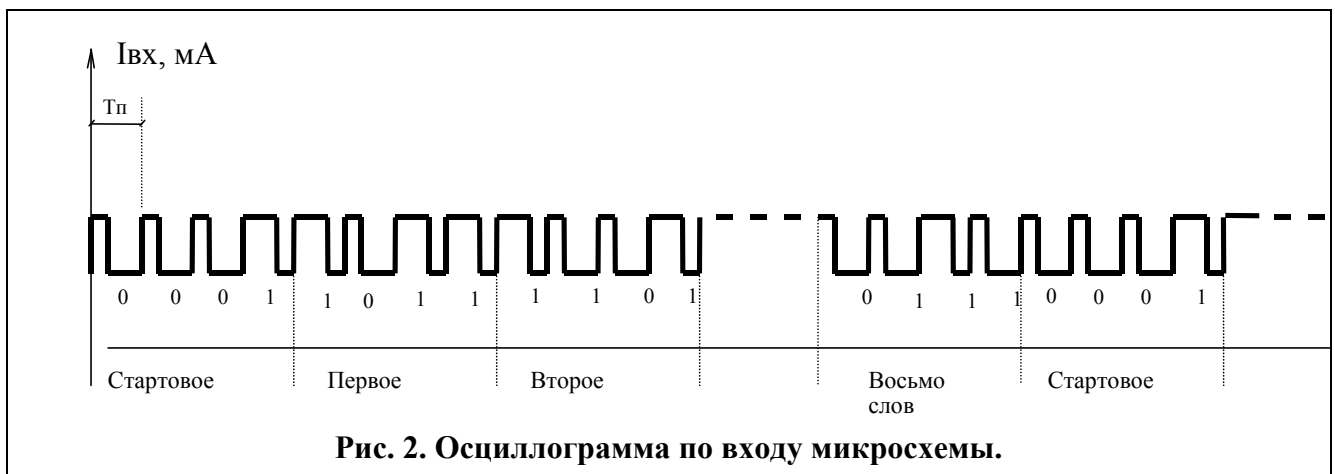 Iвх, мА
Тп
0 0 0 1 1 0 1 1 1 1 0 1 0 1 1 1 0 0 0 1
Стартовое Первое Второе Восьмо Стартовое
слов
Рис. 2. Осциллограмма по входу микросхемы.